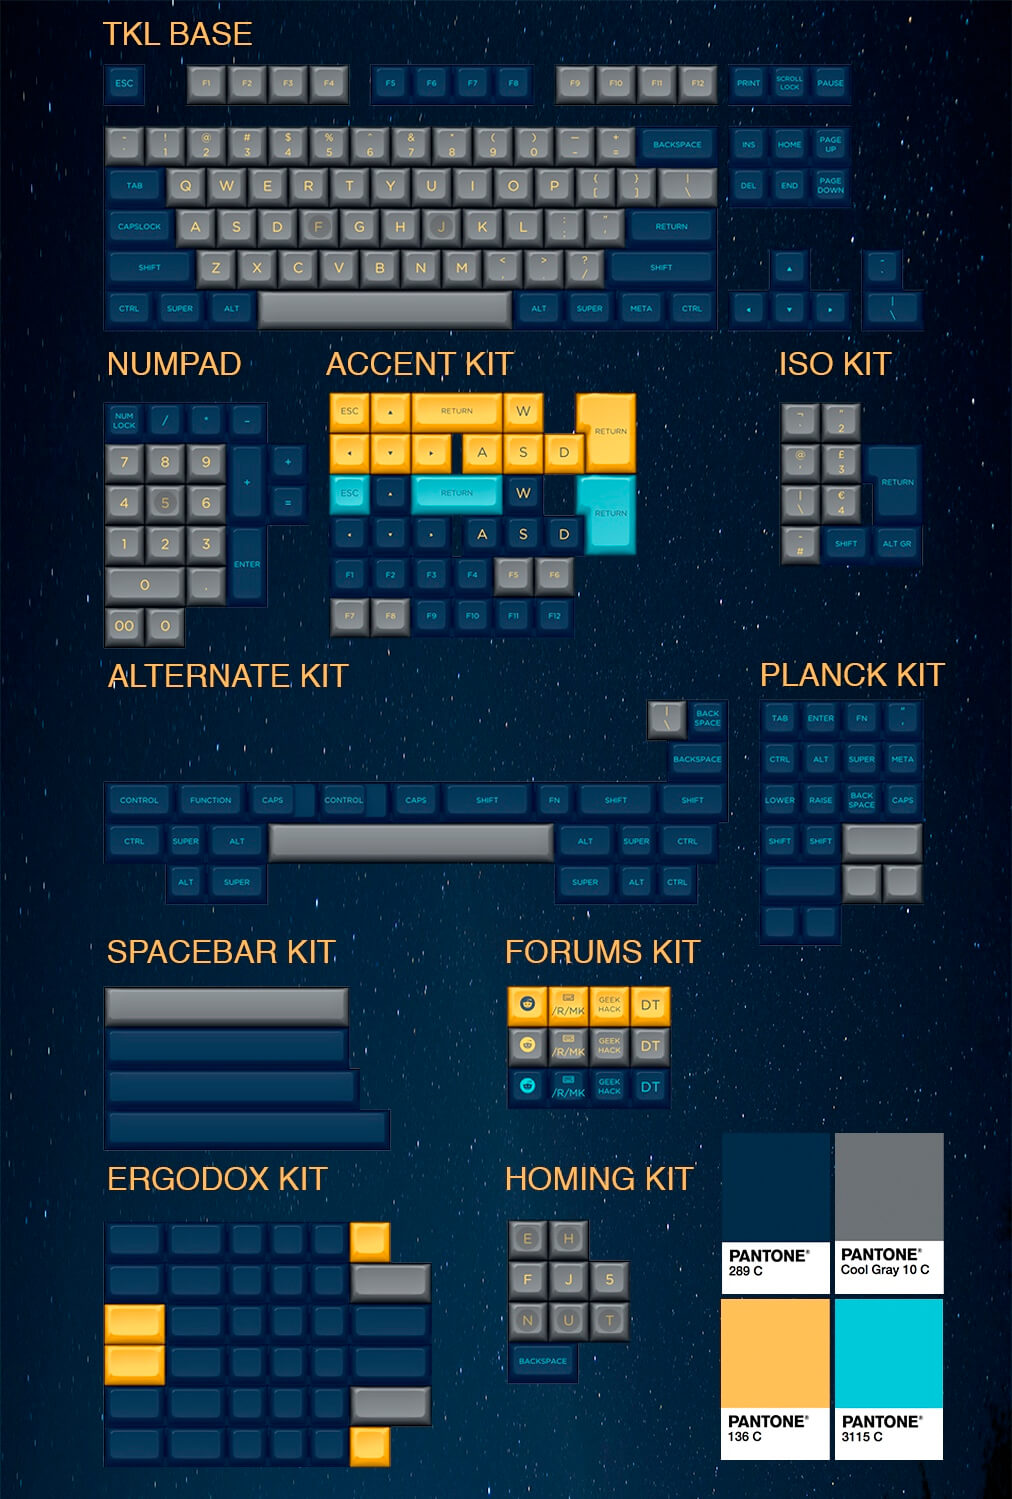 TKL BASE
ESC F1 F2 F3 F4 F5 F6 F7 F8 F9 F10 F11 F12 PRINT SCROLL LOCK PAUSE
~ ! @ # $ % ^ & * ( ) — +
` 1 2 3 4 5 6 7 8 9 0 - = BACKSPACE INS HOME PAGE UP
TAB Q W E R T Y U I O P { [ } ] | \ DEL END PAGE DOWN
CAPSLOCK A S D F G H J K L : ; " ' RETURN
SHIFT Z X C V B N M < , > . ? / SHIFT
CTRL SUPER ALT ALT SUPER META CTRL | \
NUMPAD
NUM LOCK / * -
7 8 9 + +
4 5 6 =
1 2 3 ENTER
0 .
00 0
ACCENT KIT
ESC RETURN W RETURN
A S D
ESC RETURN W RETURN
A S D
F1 F2 F3 F4 F5 F6
F7 F8 F9 F10 F11 F12
ISO KIT
¬ " 2
@ ' £ 3 RETURN
| \ € 4
~ # SHIFT ALT GR
ALTERNATE KIT
| \ BACK SPACE
BACKSPACE
CONTROL FUNCTION CAPS CONTROL CAPS SHIFT FN SHIFT SHIFT
CTRL SUPER ALT ALT SUPER CTRL
ALT SUPER SUPER ALT CTRL
PLANCK KIT
TAB ENTER FN " '
CTRL ALT SUPER META
LOWER RAISE BACK SPACE CAPS
SHIFT SHIFT
SPACEBAR KIT
FORUMS KIT
/R/MK GEEK HACK DT
/R/MK GEEK HACK DT
/R/MK GEEK HACK DT
ERGODOX KIT
HOMING KIT
E H
F J 5
N U T
BACKSPACE
PANTONE®
289 C
PANTONE®
Cool Gray 10 C
PANTONE®
136 C
PANTONE®
3115 C